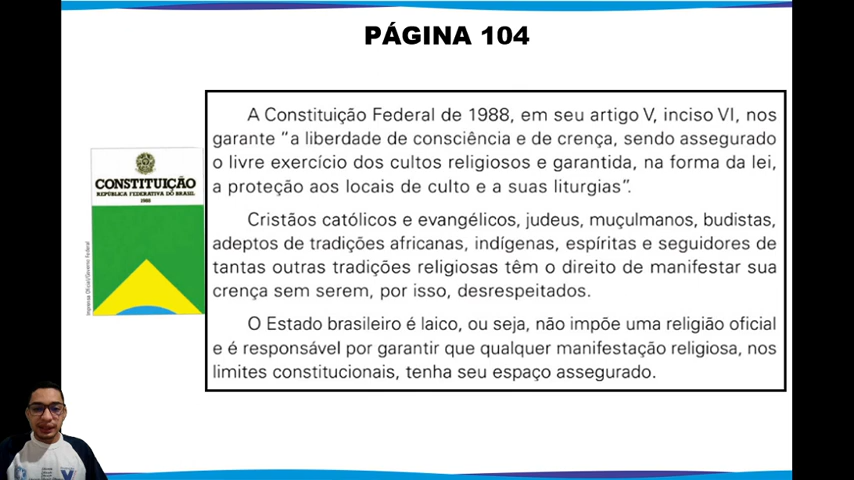 PÁGINA 104
A Constituição Federal de 1988, em seu artigo V, inciso VI, nos
garante “a liberdade de consciência e de crença, sendo assegurado
o livre exercício dos cultos religiosos e garantida, na forma da lei,
a proteção aos locais de culto e a suas liturgias”.
Cristãos católicos e evangélicos, judeus, muçulmanos, budistas,
adeptos de tradições africanas, indígenas, espíritas e seguidores de
tantas outras tradições religiosas têm o direito de manifestar sua
crença sem serem, por isso, desrespeitados.
O Estado brasileiro é laico, ou seja, não impõe uma religião oficial
e é responsável por garantir que qualquer manifestação religiosa, nos
limites constitucionais, tenha seu espaço assegurado.
CONSTITUIÇÃO
REPÚBLICA FEDERATIVA DO BRASIL
1988
Imprensa Oficial/Governo Federal